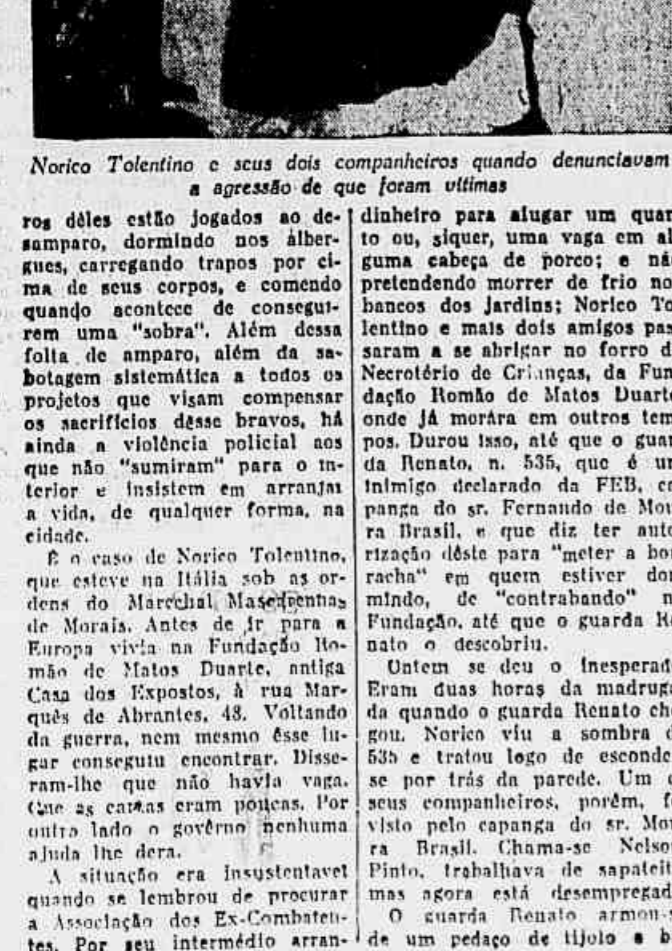 Norico Tolentino e seus dois companheiros quando denunciavam
a agressão de que foram vítimas
ros dêles estão jogados ao de-
samparo, dormindo nos álber-
gues, carregando trapos por ci-
ma de seus corpos, e comendo
quando acontece de consegui-
rem uma "sobra". Além dessa
folta de amparo, além da sa-
botagem sistemática a todos os
projetos que visam compensar
os sacrifícios dêsse bravos, há
ainda a violência policial aos
que não "sumiram" para o in-
terior e insistem em arranjar
a vida, de qualquer forma, na
cidade.
É o caso de Norico Tolentino,
que esteve na Itália sob as or-
dens do Marechal Mascarenhas
de Morais. Antes de ir para a
Europa vivia na Fundação Ro-
mão de Matos Duarte, antiga
Casa dos Expostos, à rua Mar-
quês de Abrantes, 48. Voltando
da guerra, nem mesmo êsse lu-
gar conseguiu encontrar. Disse-
ram-lhe que não havia vaga.
Que as camas eram poucas. Por
outro lado o govêrno nenhuma
ajuda lhe dera.
A situação era insustentavel
quando se lembrou de procurar
a Associação dos Ex-Combaten-
tes. Por seu intermédio arran-
dinheiro para alugar um quar
to ou, siquer, uma vaga em al
guma cabeça de porco; e nã
pretendendo morrer de frio no
bancos dos jardins; Norico To
lentino e mais dois amigos pas
saram a se abrigar no forro d
Necrotério de Crianças, da Fun
dação Romão de Matos Duarte
onde já morára em outros tem
pos. Durou isso, até que o guar
da Renato, n. 535, que é um
inimigo declarado da FEB, ca
panga do sr. Fernando de Mou
ra Brasil, e que diz ter auto
rização dêste para "meter a bor
racha" em quem estiver dor
mindo, de "contrabando" n
Fundação, até que o guarda Re
nato o descobriu.
Ontem se deu o inesperad
Eram duas horas da madruga
da quando o guarda Renato che
gou. Norico viu a sombra d
535 e tratou logo de esconde
se por trás da parede. Um d
seus companheiros, porém, f
visto pelo capanga do sr. Mou
ra Brasil. Chama-se Nelson
Pinto, trabalhava de sapateir
mas agora está desempregad
O guarda Renato armou-s
de um pedaço de tijolo a